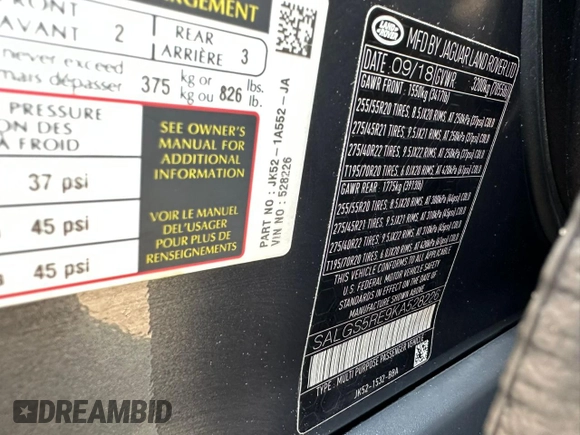 ARGEMENT
FRONT
AVANT 2 REAR
ARRIÈRE 3
never exceed
mais dépasser 375 kg or
kg ou 826 lbs.
lb.
PRESSURE
ON DES
À FROID
37 psi
45 psi
45 psi
SEE OWNER'S
MANUAL FOR
ADDITIONAL
INFORMATION
VOIR LE MANUEL
DEL'USAGER
POUR PLUS DE
RENSEIGNEMENTS
PART NO : JK52-1A552-JA
VIN NO : 528226
LAND
ROVER
MFD BY JAGUAR LAND ROVER LTD
DATE 09/18 GVWR 3200kg
GAWR FRONT: 1550kg (3417lb)
255/55R20 TIRES, 8.5JX20 RIMS, AT 250kPa (37psi) COLD
275/45R21 TIRES, 9.5JX21 RIMS, AT 250kPa (37psi) COLD
275/40R22 TIRES, 9.5JX22 RIMS, AT 250kPa (37psi) COLD
T195/70R20 TIRES, 6.0JX20 RIMS, AT 420kPa (61psi) COLD
GAWR REAR: 1775kg (3913lb)
255/55R20 TIRES, 8.5JX20 RIMS, AT 310kPa (45psi) COLD
275/45R21 TIRES, 9.5JX21 RIMS, AT 310kPa (45psi) COLD
275/40R22 TIRES, 9.5JX22 RIMS, AT 310kPa (45psi) COLD
T195/70R20 TIRES, 6.0JX20 RIMS, AT 420kPa (61psi) COLD
THIS VEHICLE CONFORMS TO ALL APPLICABLE
U.S. FEDERAL MOTOR VEHICLE SAFETY
STANDARDS IN EFFECT ON THE DATE OF
MANUFACTURE SHOWN ABOVE.
SALGS5RE9KA528226
TYPE: MULTI PURPOSE PASSENGER VEHICLE
JK52-1532-BBA
DREAMBID